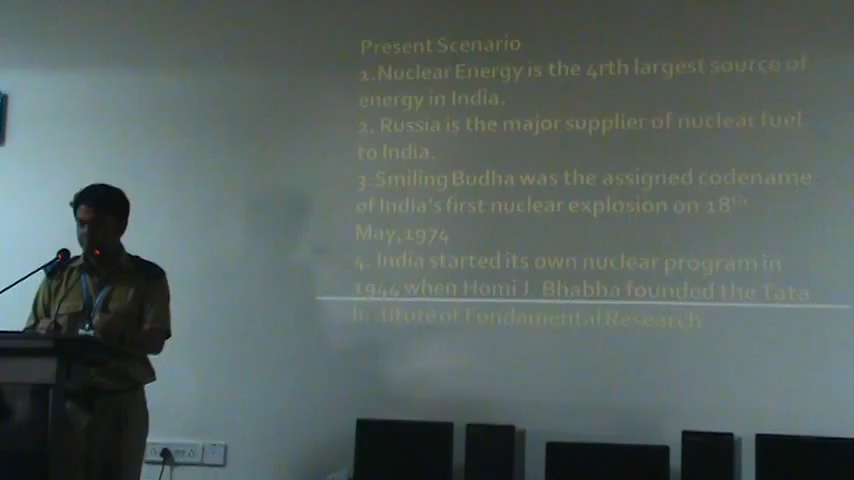 Present Scenario
1.Nuclear Energy is the 4rth largest source of
energy in India.
2. Russia is the major supplier of nuclear fuel
to India.
3.Smiling Budha was the assigned codename
of India's first nuclear explosion on 18th
May,1974
4. India started its own nuclear program in
1944 when Homi J. Bhabha founded the Tata
Institute of Fundamental Research